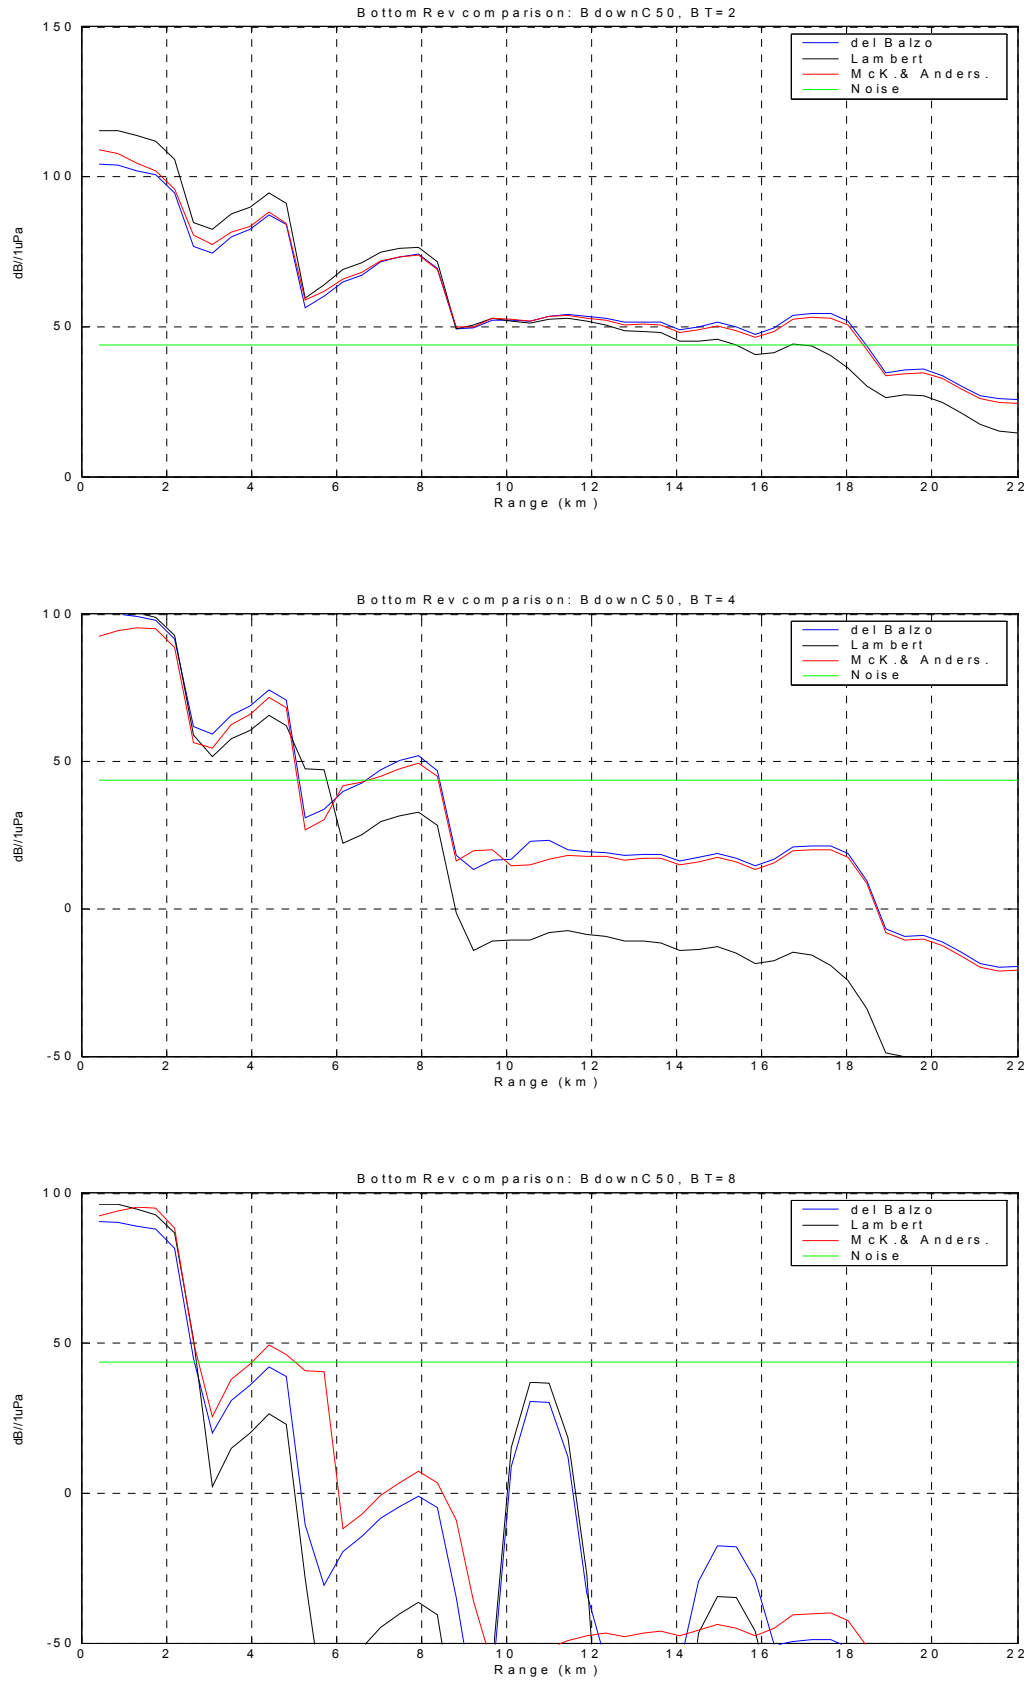 Bottom Rev comparison: BdownC50, BT=2
150
100
50
0
dB//1uPa
del Balzo
Lambert
McK.& Anders.
Noise
0 2 4 6 8 10 12 14 16 18 20 22
Range (km)
Bottom Rev comparison: BdownC50, BT=4
100
50
0
-50
dB//1uPa
del Balzo
Lambert
McK.& Anders.
Noise
0 2 4 6 8 10 12 14 16 18 20 22
Range (km)
Bottom Rev comparison: BdownC50, BT=8
100
50
0
-50
dB//1uPa
del Balzo
Lambert
McK.& Anders.
Noise
0 2 4 6 8 10 12 14 16 18 20 22
Range (km)